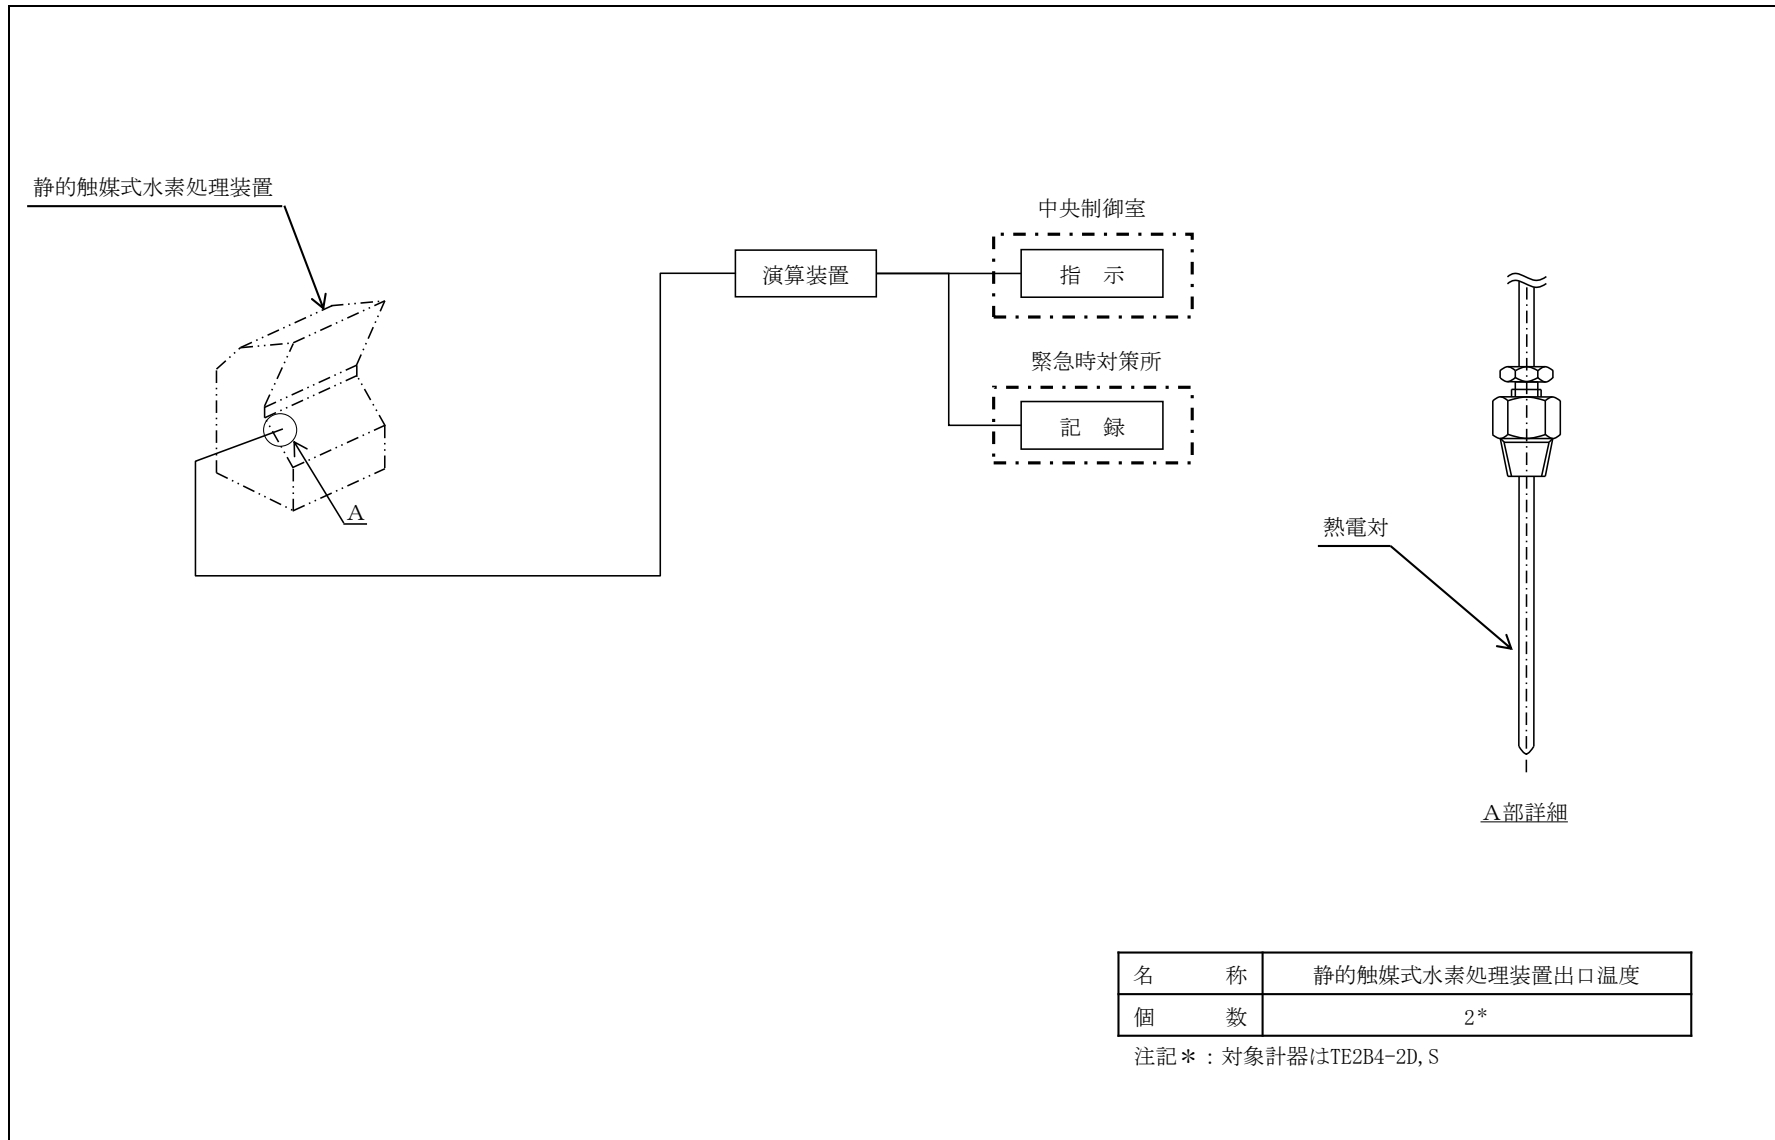 静的触媒式水素処理装置
中央制御室
演算装置
指　示
緊急時対策所
記　録
A
熱電対
A部詳細
名　称　静的触媒式水素処理装置出口温度
個　数　2*
注記＊：対象計器はTE2B4-2D,S